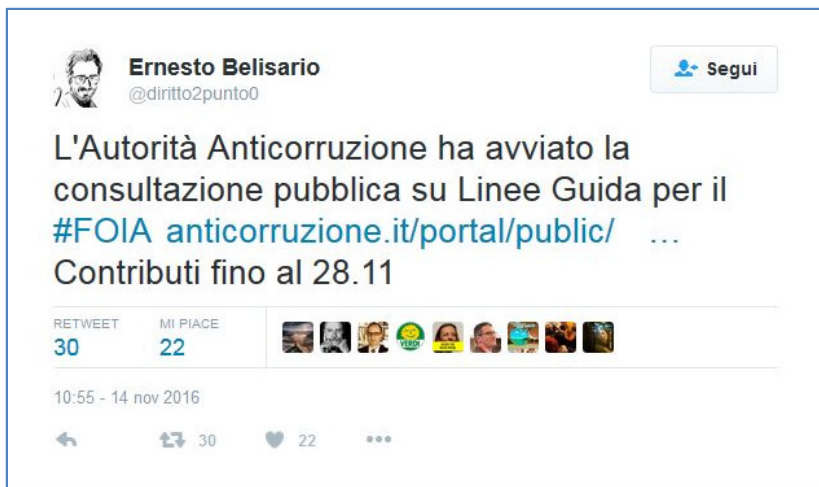 Ernesto Belisario
@diritto2punto0
Segui
L'Autorità Anticorruzione ha avviato la
consultazione pubblica su Linee Guida per il
#FOIA anticorruzione.it/portal/public/ ...
Contributi fino al 28.11
RETWEET MI PIACE
30 22
VERDI
10:55 - 14 nov 2016
30 22